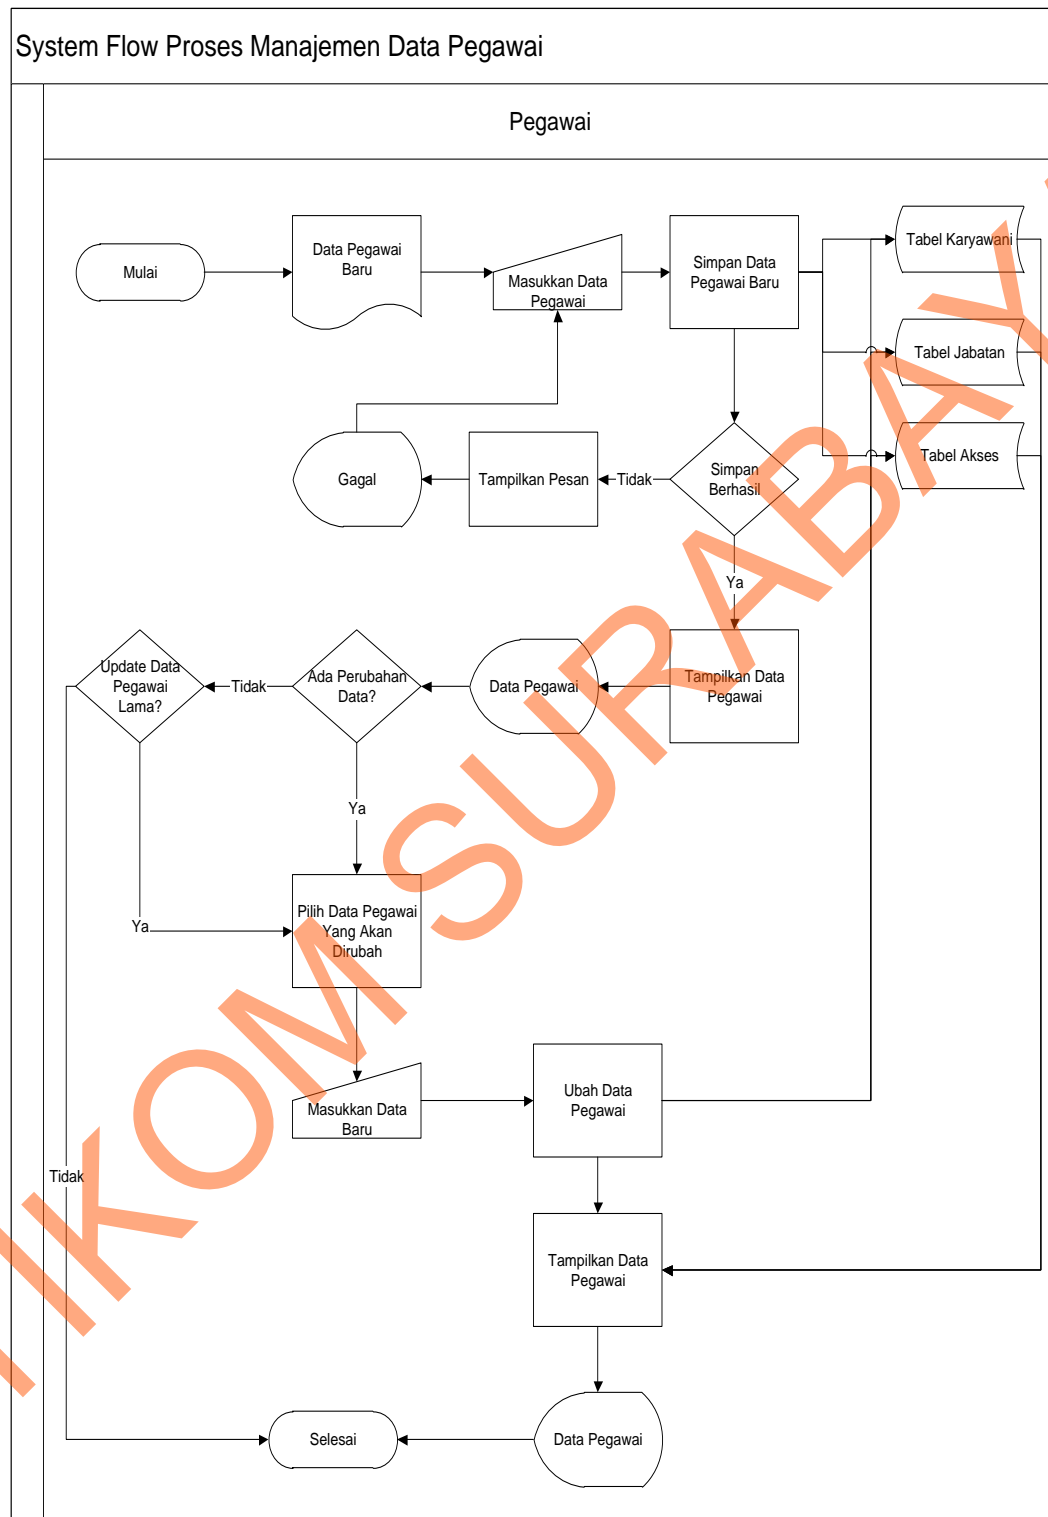 System Flow Proses Manajemen Data Pegawai
Pegawai
Mulai
Data Pegawai
Baru
Masukkan Data
Pegawai
Simpan Data
Pegawai Baru
Tabel Karyawani
Tabel Jabatan
Tabel Akses
Gagal
Tampilkan Pesan
Tidak
Simpan
Berhasil
Ya
Update Data
Pegawai
Lama?
Tidak
Ada Perubahan
Data?
Data Pegawai
Tampilkan Data
Pegawai
Ya
Ya
Pilih Data Pegawai
Yang Akan
Dirubah
Masukkan Data
Baru
Ubah Data
Pegawai
Tidak
Tampilkan Data
Pegawai
Selesai
Data Pegawai
IKOM SURABAY